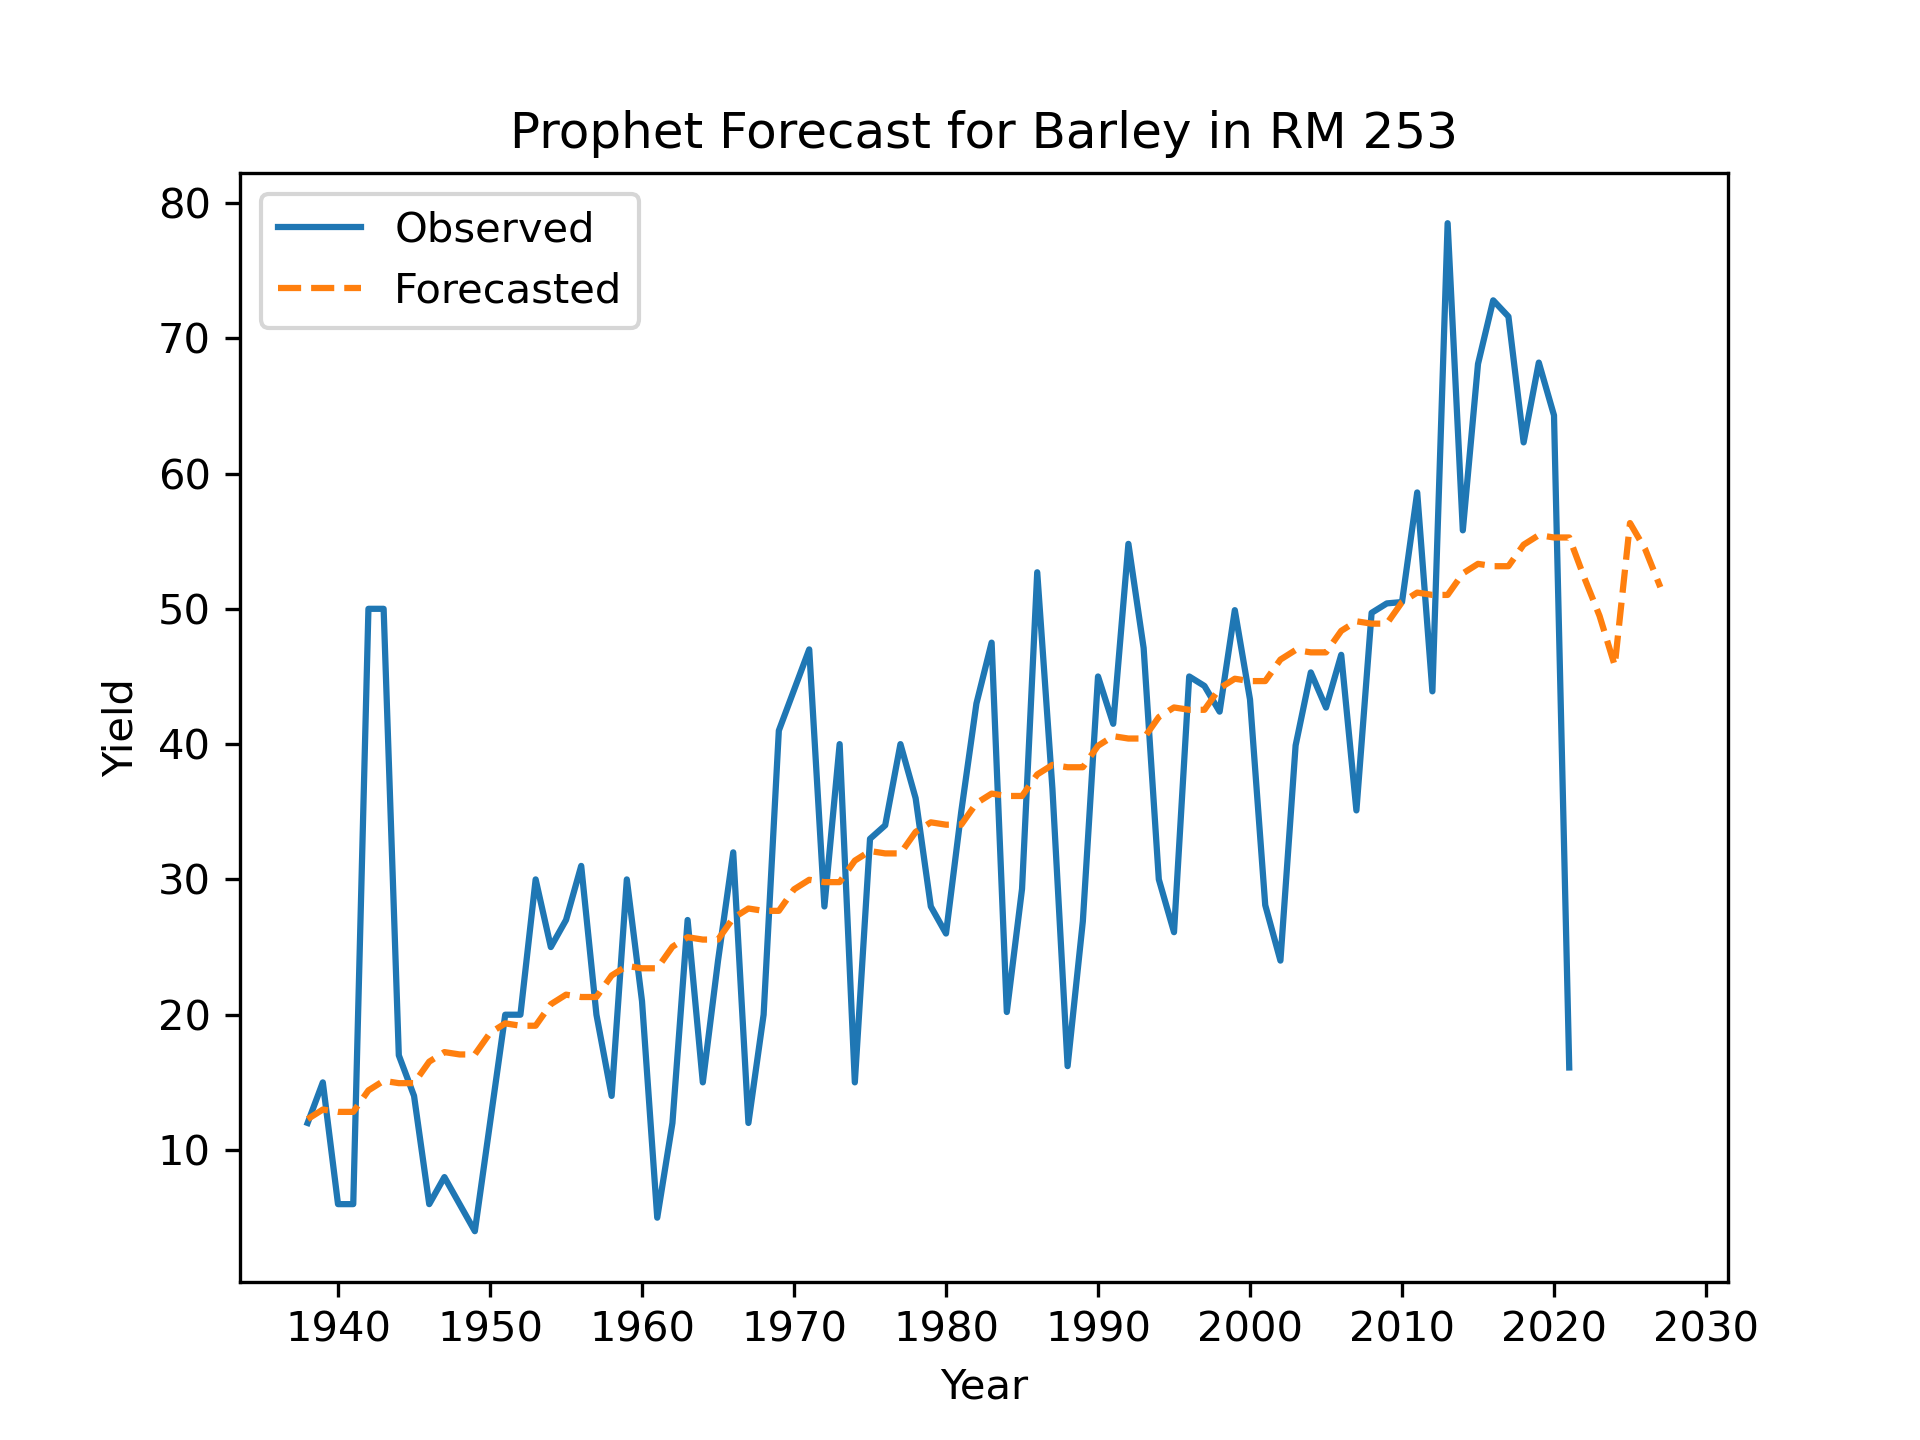 Prophet Forecast for Barley in RM 253
Observed
Forecasted
80
70
60
50
40
30
20
10
Yield
1940 1950 1960 1970 1980 1990 2000 2010 2020 2030
Year